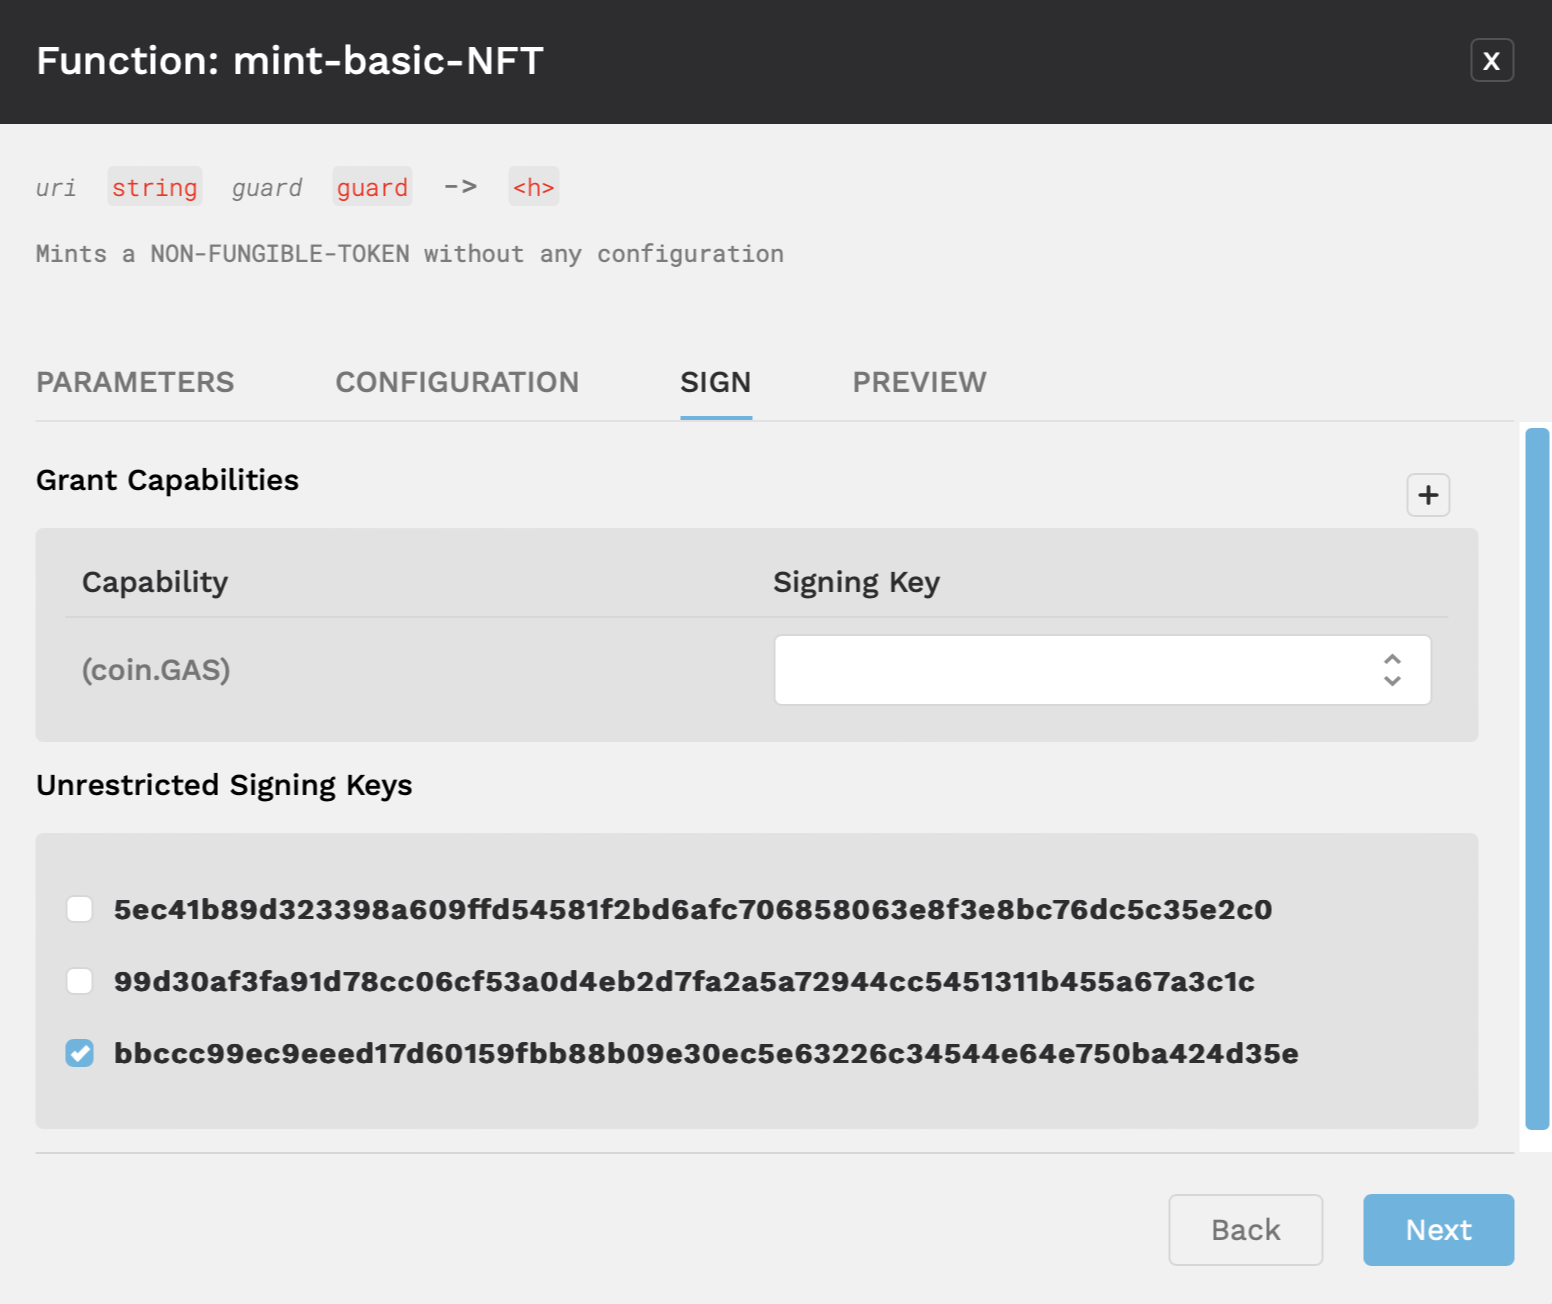 Function: mint-basic-NFT
X
uri string guard guard -> <h>
Mints a NON-FUNGIBLE-TOKEN without any configuration
PARAMETERS CONFIGURATION SIGN PREVIEW
Grant Capabilities
+
Capability Signing Key
(coin.GAS)
Unrestricted Signing Keys
5ec41b89d323398a609ffd54581f2bd6afc706858063e8f3e8bc76dc5c35e2c0
99d30af3fa91d78cc06cf53a0d4eb2d7fa2a5a72944cc5451311b455a67a3c1c
bbccc99ec9eeed17d60159fbb88b09e30ec5e63226c34544e64e750ba424d35e
Back Next